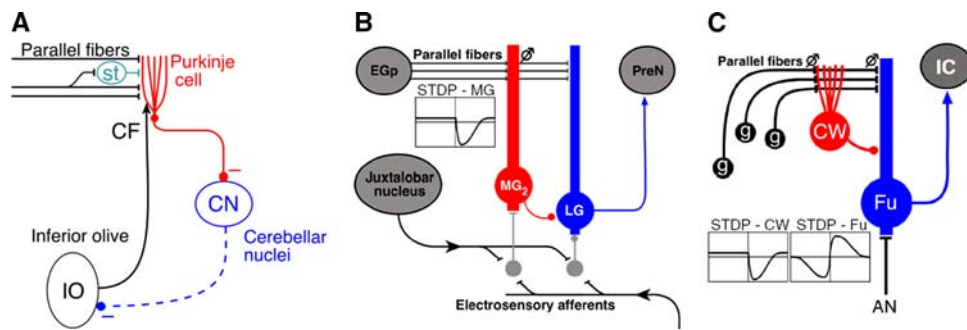 A
Parallel fibers
st
Purkinje
cell
CF
CN
Inferior olive
Cerebellar
nuclei
IO
B
Parallel fibers
EGp
PreN
STDP - MG
Juxtalobar
nucleus
MG2
LG
Electrosensory afferents
C
Parallel fibers
IC
CW
g
g
g
Fu
STDP - CW
STDP - Fu
AN